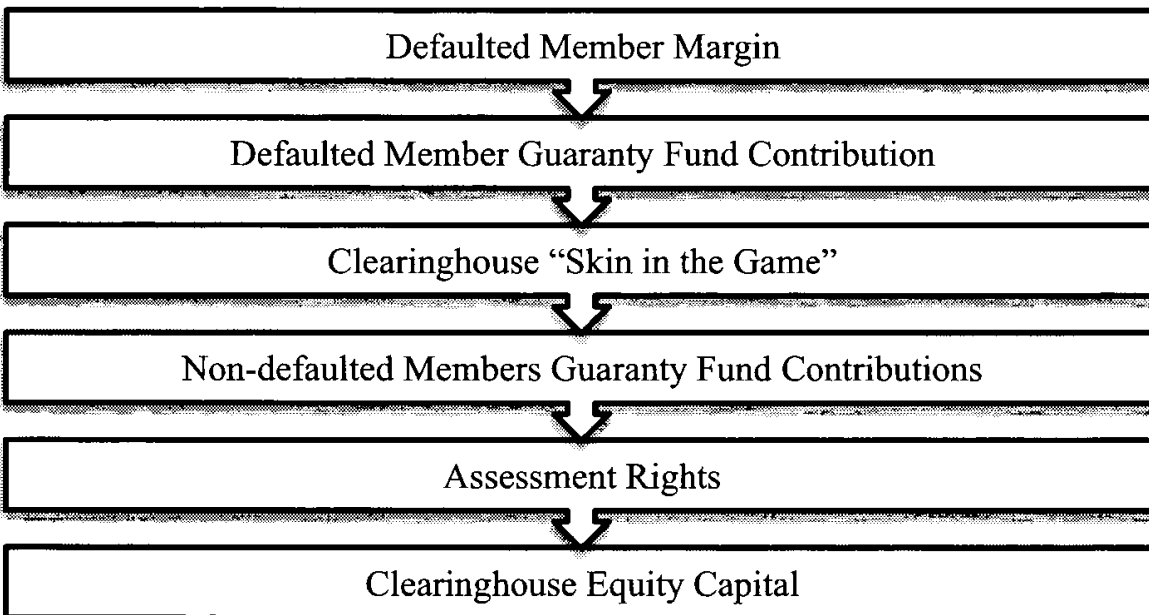 Defaulted Member Margin
Defaulted Member Guaranty Fund Contribution
Clearinghouse “Skin in the Game”
Non-defaulted Members Guaranty Fund Contributions
Assessment Rights
Clearinghouse Equity Capital